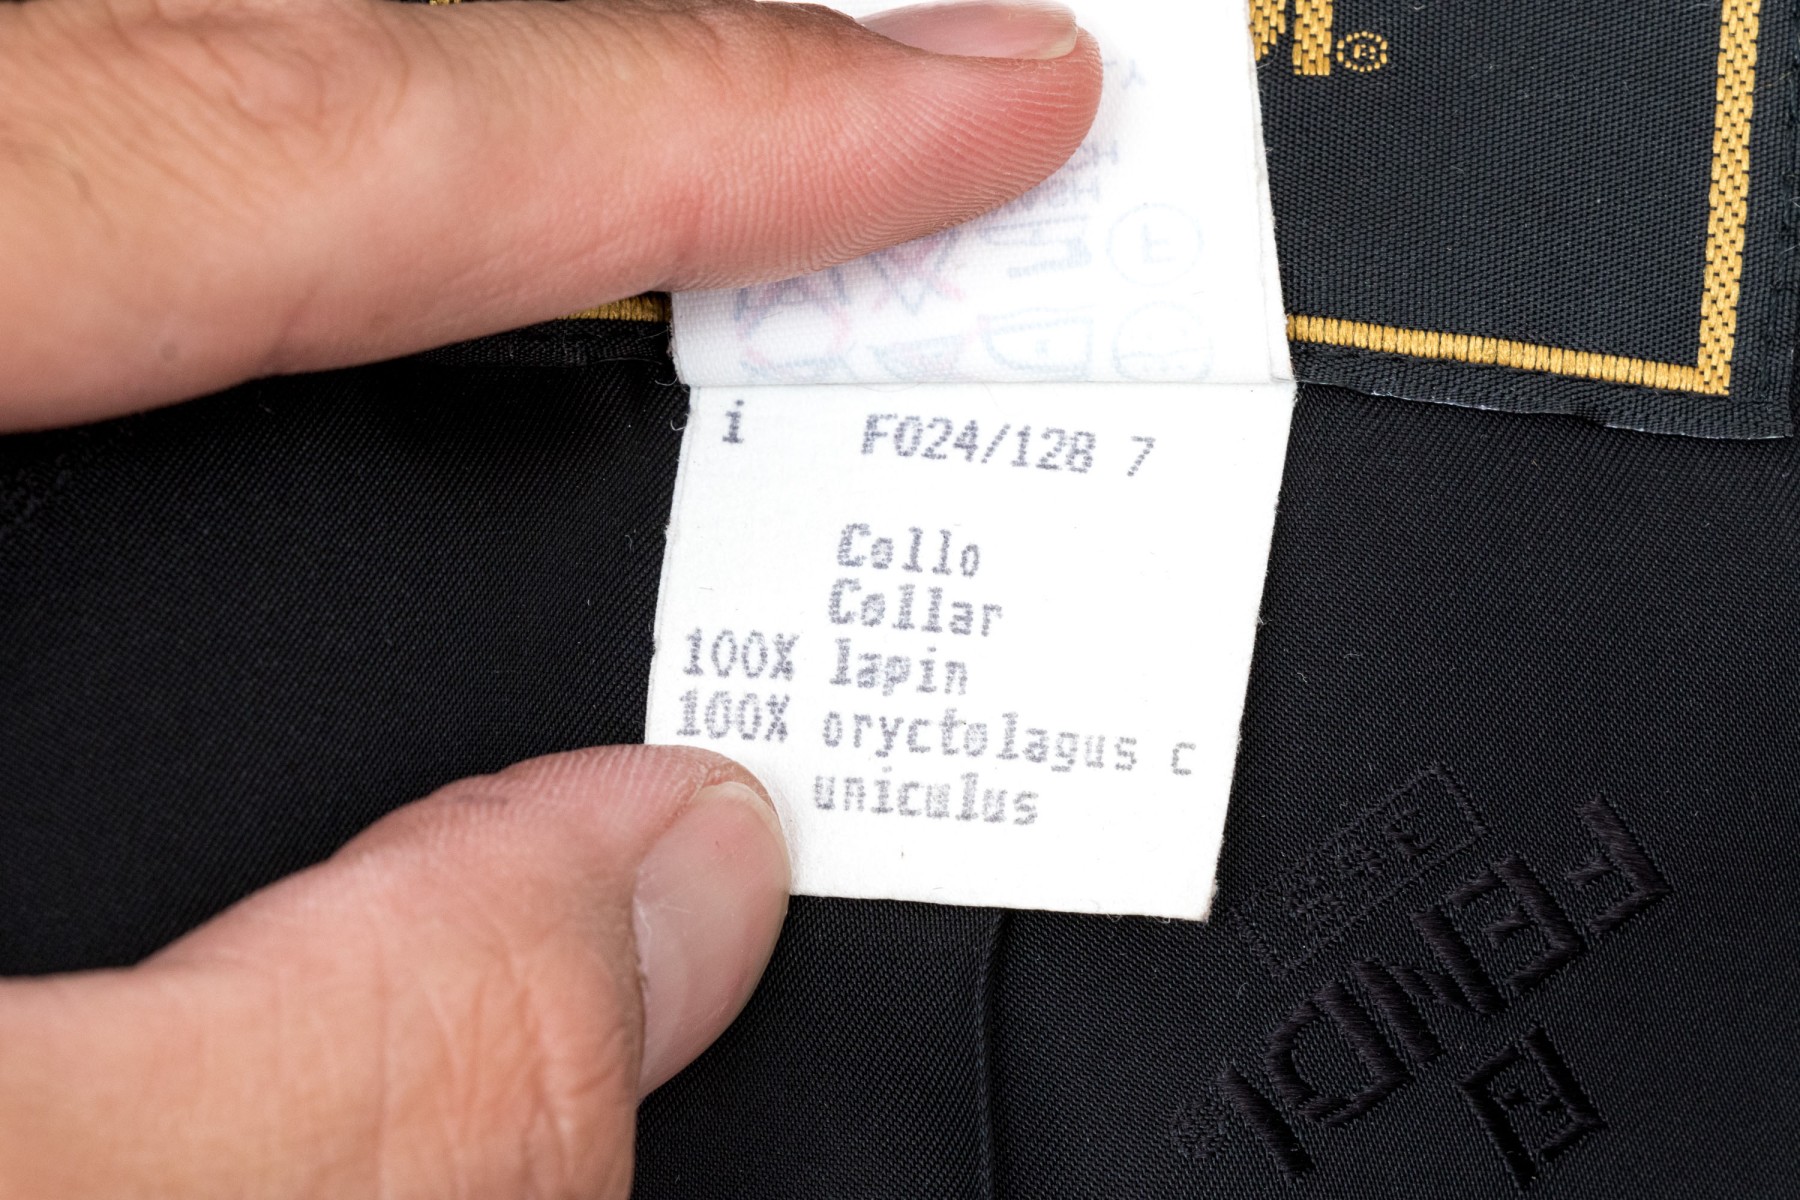 ®
i F024/128 7
Collo
Collar
100% lapin
100% oryctolagus c
uniculus
FENDI